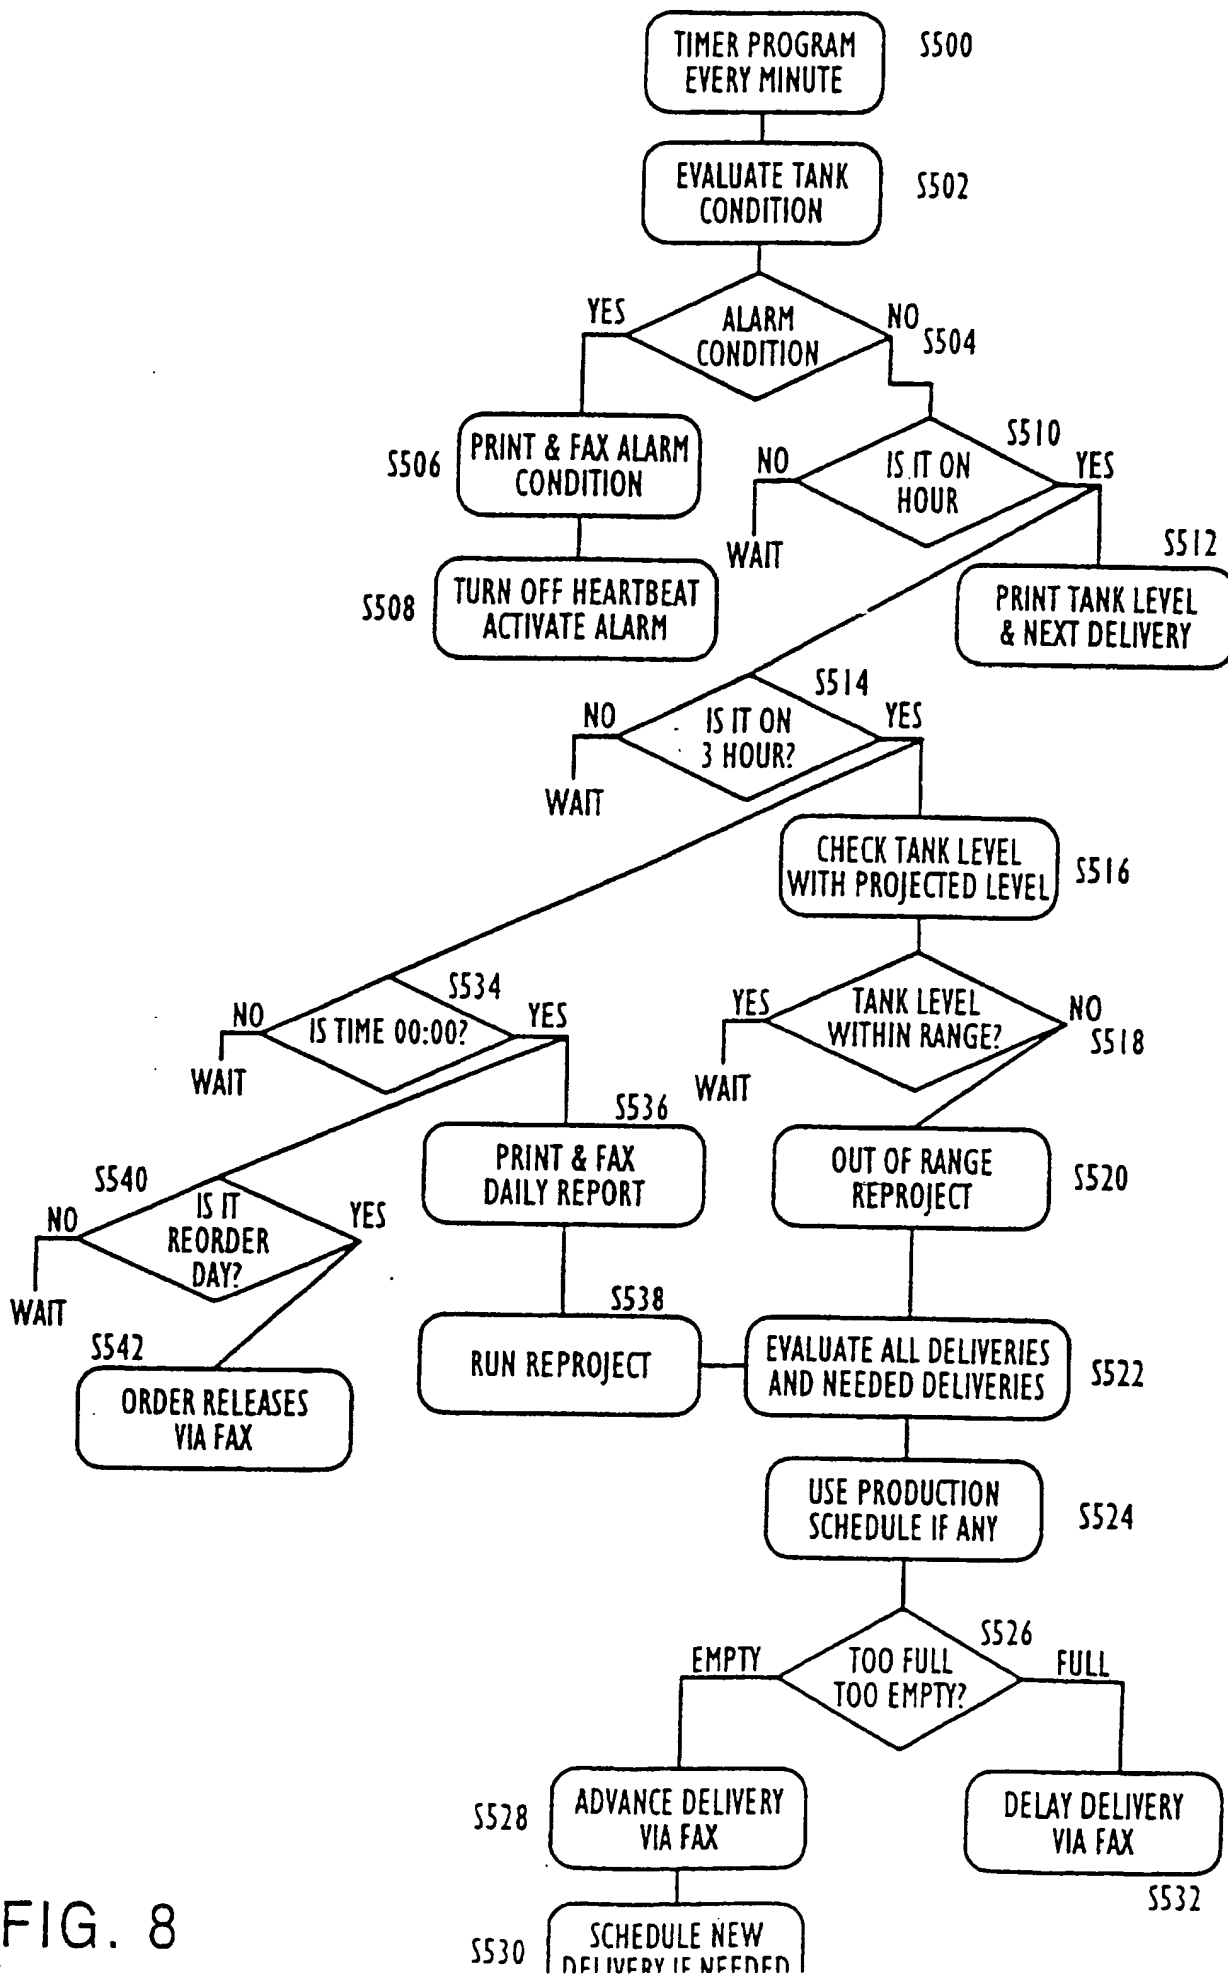 TIMER PROGRAM
EVERY MINUTE
S500
EVALUATE TANK
CONDITION
S502
YES
ALARM
CONDITION
NO
S504
S506
PRINT & FAX ALARM
CONDITION
S510
NO
IS IT ON
HOUR
YES
WAIT
S508
TURN OFF HEARTBEAT
ACTIVATE ALARM
S512
PRINT TANK LEVEL
& NEXT DELIVERY
S514
NO
IS IT ON
3 HOUR?
YES
WAIT
CHECK TANK LEVEL
WITH PROJECTED LEVEL
S516
S534
NO
IS TIME 00:00?
YES
WAIT
YES
TANK LEVEL
WITHIN RANGE?
NO
S518
WAIT
S536
PRINT & FAX
DAILY REPORT
OUT OF RANGE
REPROJECT
S520
S540
NO
IS IT
REORDER
DAY?
YES
WAIT
S542
ORDER RELEASES
VIA FAX
S538
RUN REPROJECT
EVALUATE ALL DELIVERIES
AND NEEDED DELIVERIES
S522
USE PRODUCTION
SCHEDULE IF ANY
S524
S526
EMPTY
TOO FULL
TOO EMPTY?
FULL
S528
ADVANCE DELIVERY
VIA FAX
DELAY DELIVERY
VIA FAX
S532
S530
SCHEDULE NEW
DELIVERY IF NEEDED
FIG. 8